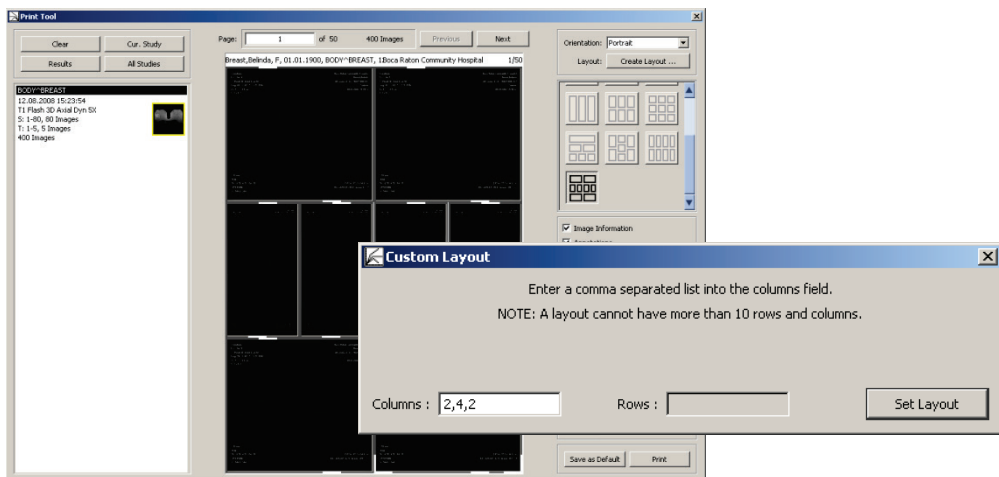 Print Tool
Clear
Cur. Study
Results
All Studies
BODY^BREAST
12.08.2008 15:23:54
T1 Flash 3D Axial Dyn SX
S: 1-80, 80 Images
T: 1-5, 5 Images
400 Images
Page: 1 of 50 400 Images Previous Next
Breast,Belinda, F, 01.01.1900, BODY^BREAST, 1Boca Raton Community Hospital 1/50
Orientation: Portrait
Layout: Create Layout ...
Image Information
Custom Layout
Enter a comma separated list into the columns field.
NOTE: A layout cannot have more than 10 rows and columns.
Columns : 2,4,2
Rows :
Set Layout
Save as Default
Print